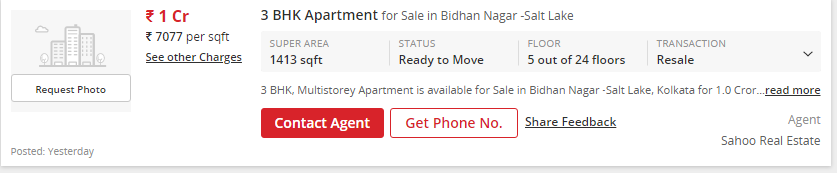 ₹ 1 Cr
₹ 7077 per sqft
See other Charges
Request Photo
Posted: Yesterday
3 BHK Apartment for Sale in Bidhan Nagar -Salt Lake
SUPER AREA STATUS FLOOR TRANSACTION
1413 sqft Ready to Move 5 out of 24 floors Resale
3 BHK, Multistorey Apartment is available for Sale in Bidhan Nagar -Salt Lake, Kolkata for 1.0 Cror...read more
Contact Agent Get Phone No. Share Feedback
Agent
Sahoo Real Estate